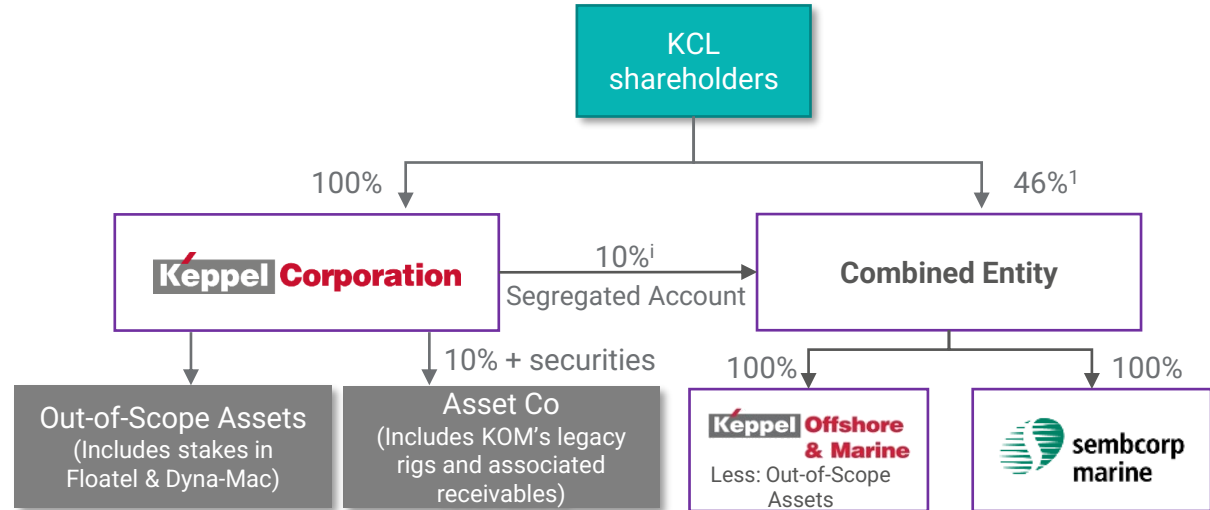 KCL
shareholders
100%
46%¹
Keppel Corporation
10%ⁱ
Segregated Account
Combined Entity
10% + securities
100%
100%
Out-of-Scope Assets
(Includes stakes in
Floatel & Dyna-Mac)
Asset Co
(Includes KOM’s legacy
rigs and associated
receivables)
Keppel Offshore
& Marine
Less: Out-of-Scope
Assets
sembcorp
marine